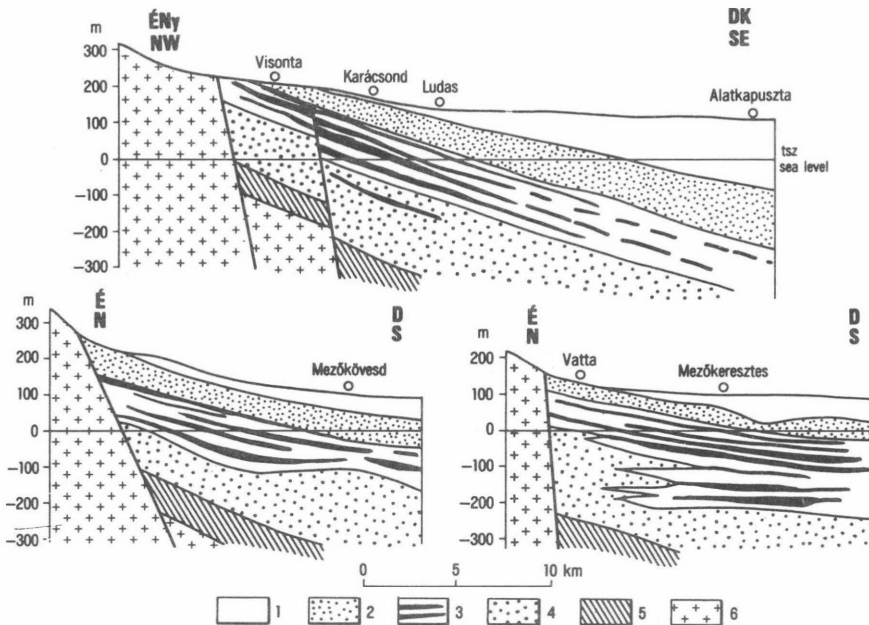 ÉNy
NW
DK
SE
m
300
200
100
0
−100
−200
−300
Visonta
Karácsond
Ludas
Alatkapuszta
tsz
sea level
É
N
D
S
300
200
100
0
−100
−200
−300
Mezőkövesd
É
N
D
S
m
200
100
0
−100
−200
−300
Vatta
Mezőkeresztes
0 5 10 km
1 2 3 4 5 6